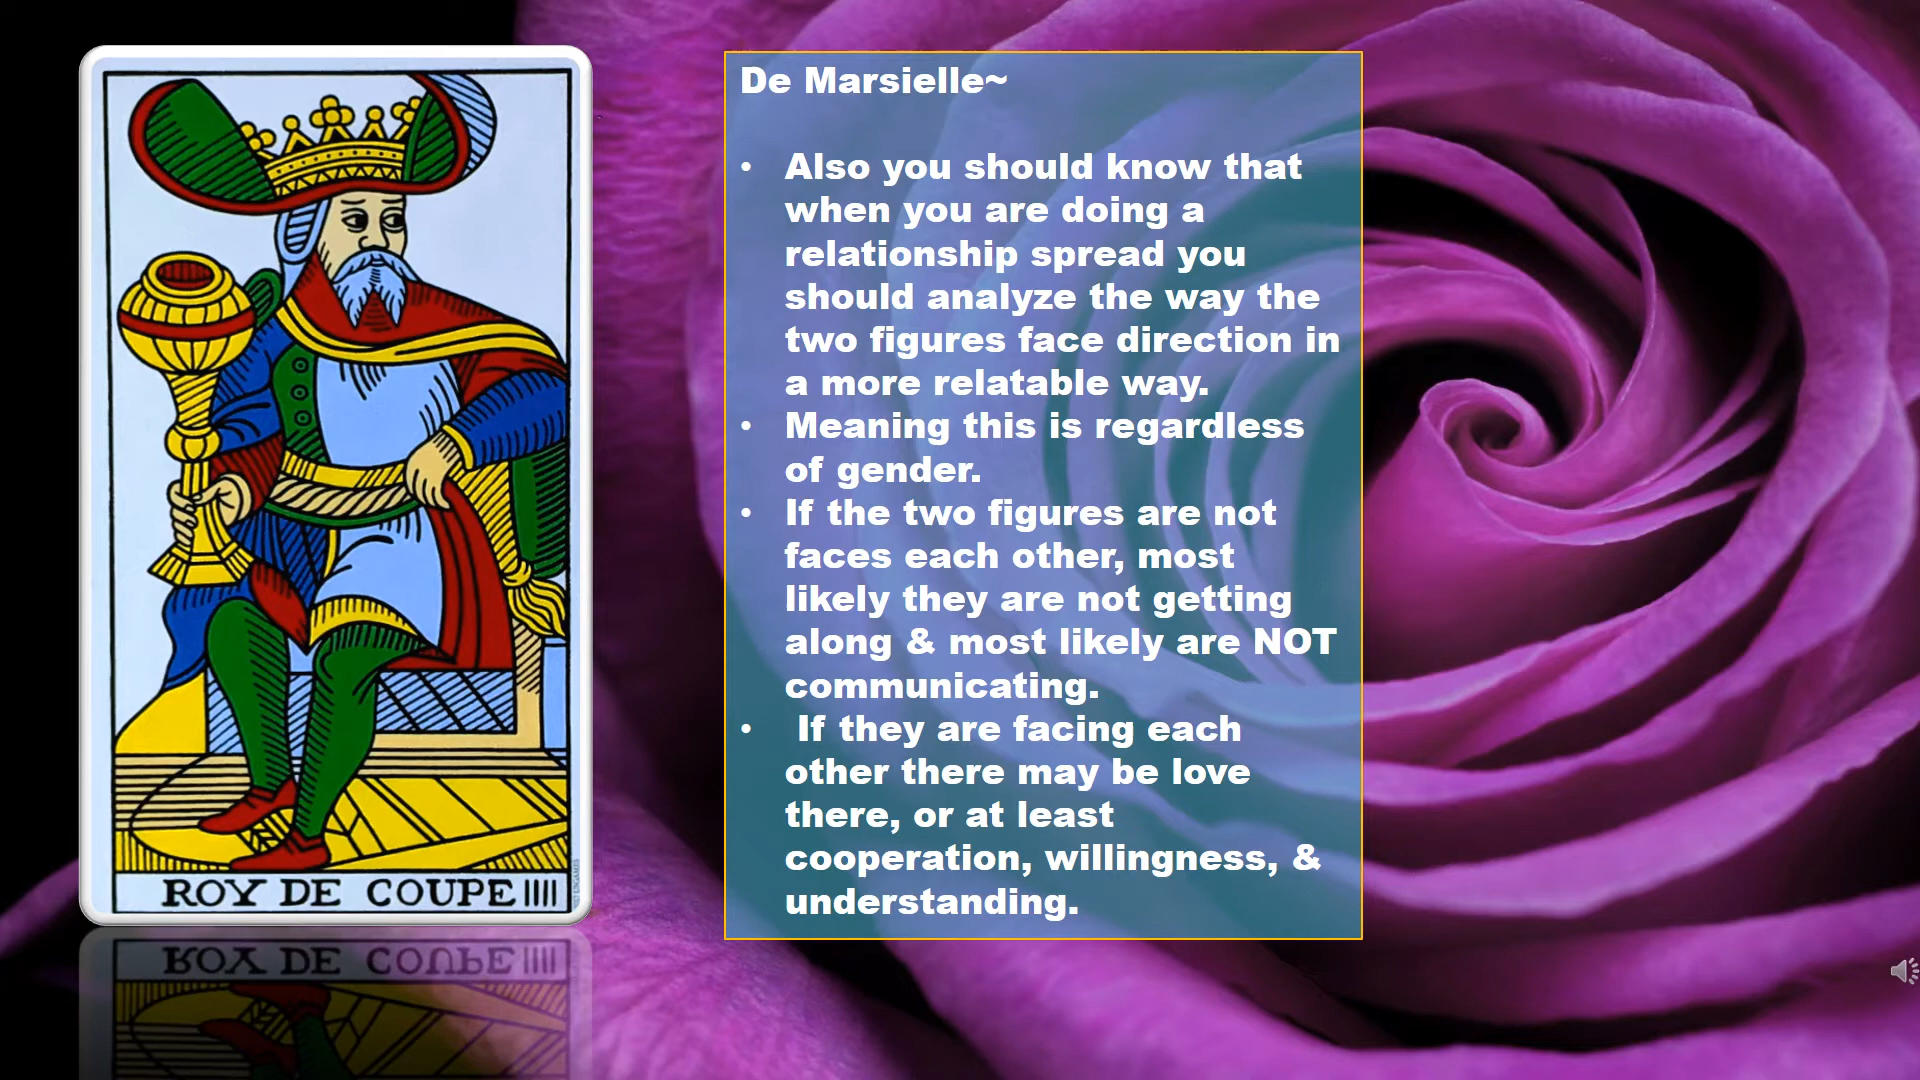 De Marsielle~
• Also you should know that
when you are doing a
relationship spread you
should analyze the way the
two figures face direction in
a more relatable way.
• Meaning this is regardless
of gender.
• If the two figures are not
faces each other, most
likely they are not getting
along & most likely are NOT
communicating.
• If they are facing each
other there may be love
there, or at least
cooperation, willingness, &
understanding.
ROY DE COUPE IIII